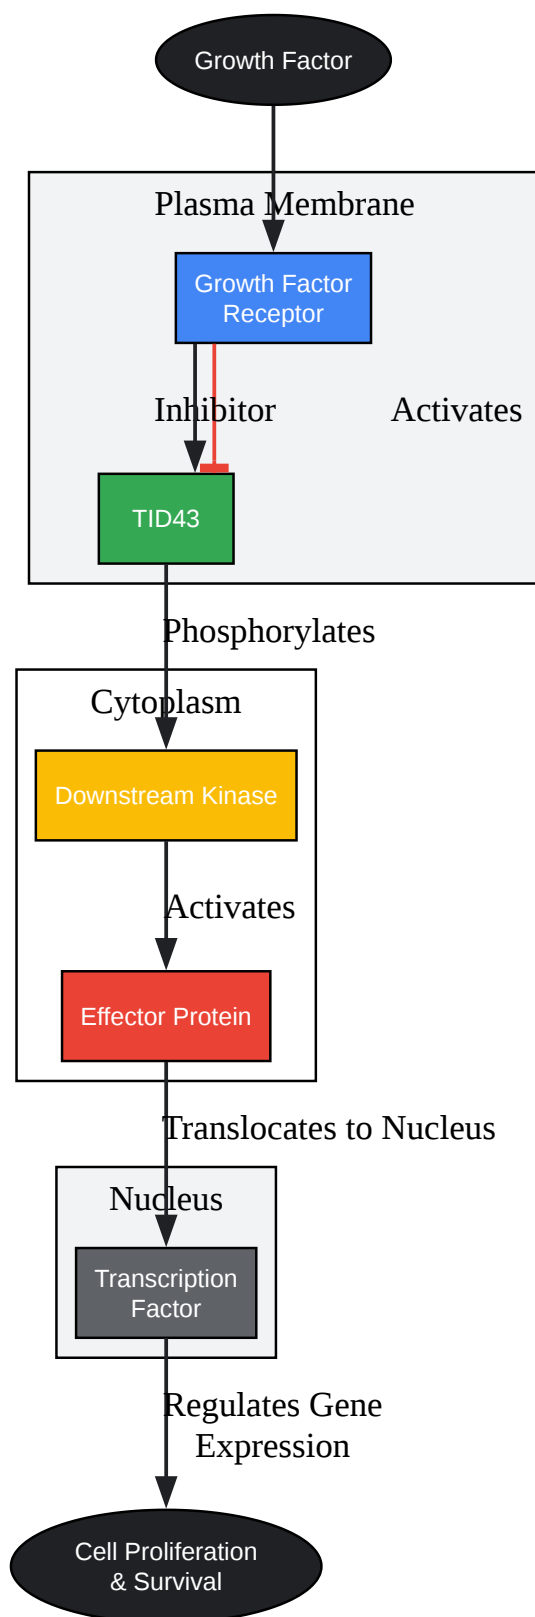 Growth Factor
Plasma Membrane
Growth Factor
Receptor
Inhibitor
Activates
TID43
Phosphorylates
Cytoplasm
Downstream Kinase
Activates
Effector Protein
Translocates to Nucleus
Nucleus
Transcription
Factor
Regulates Gene
Expression
Cell Proliferation
& Survival